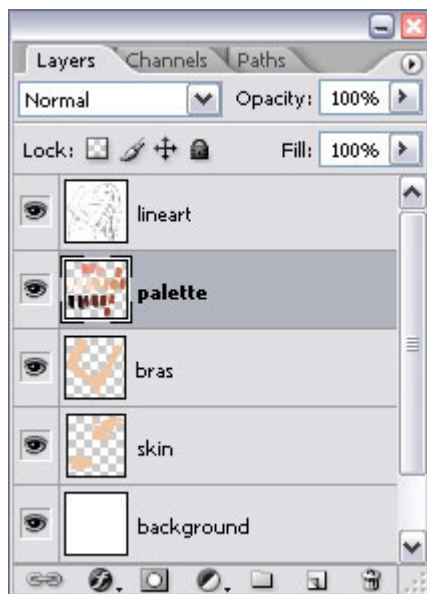 Layers Channels Paths
Normal Opacity: 100%
Lock: Fill: 100%
lineart
palette
bras
skin
background